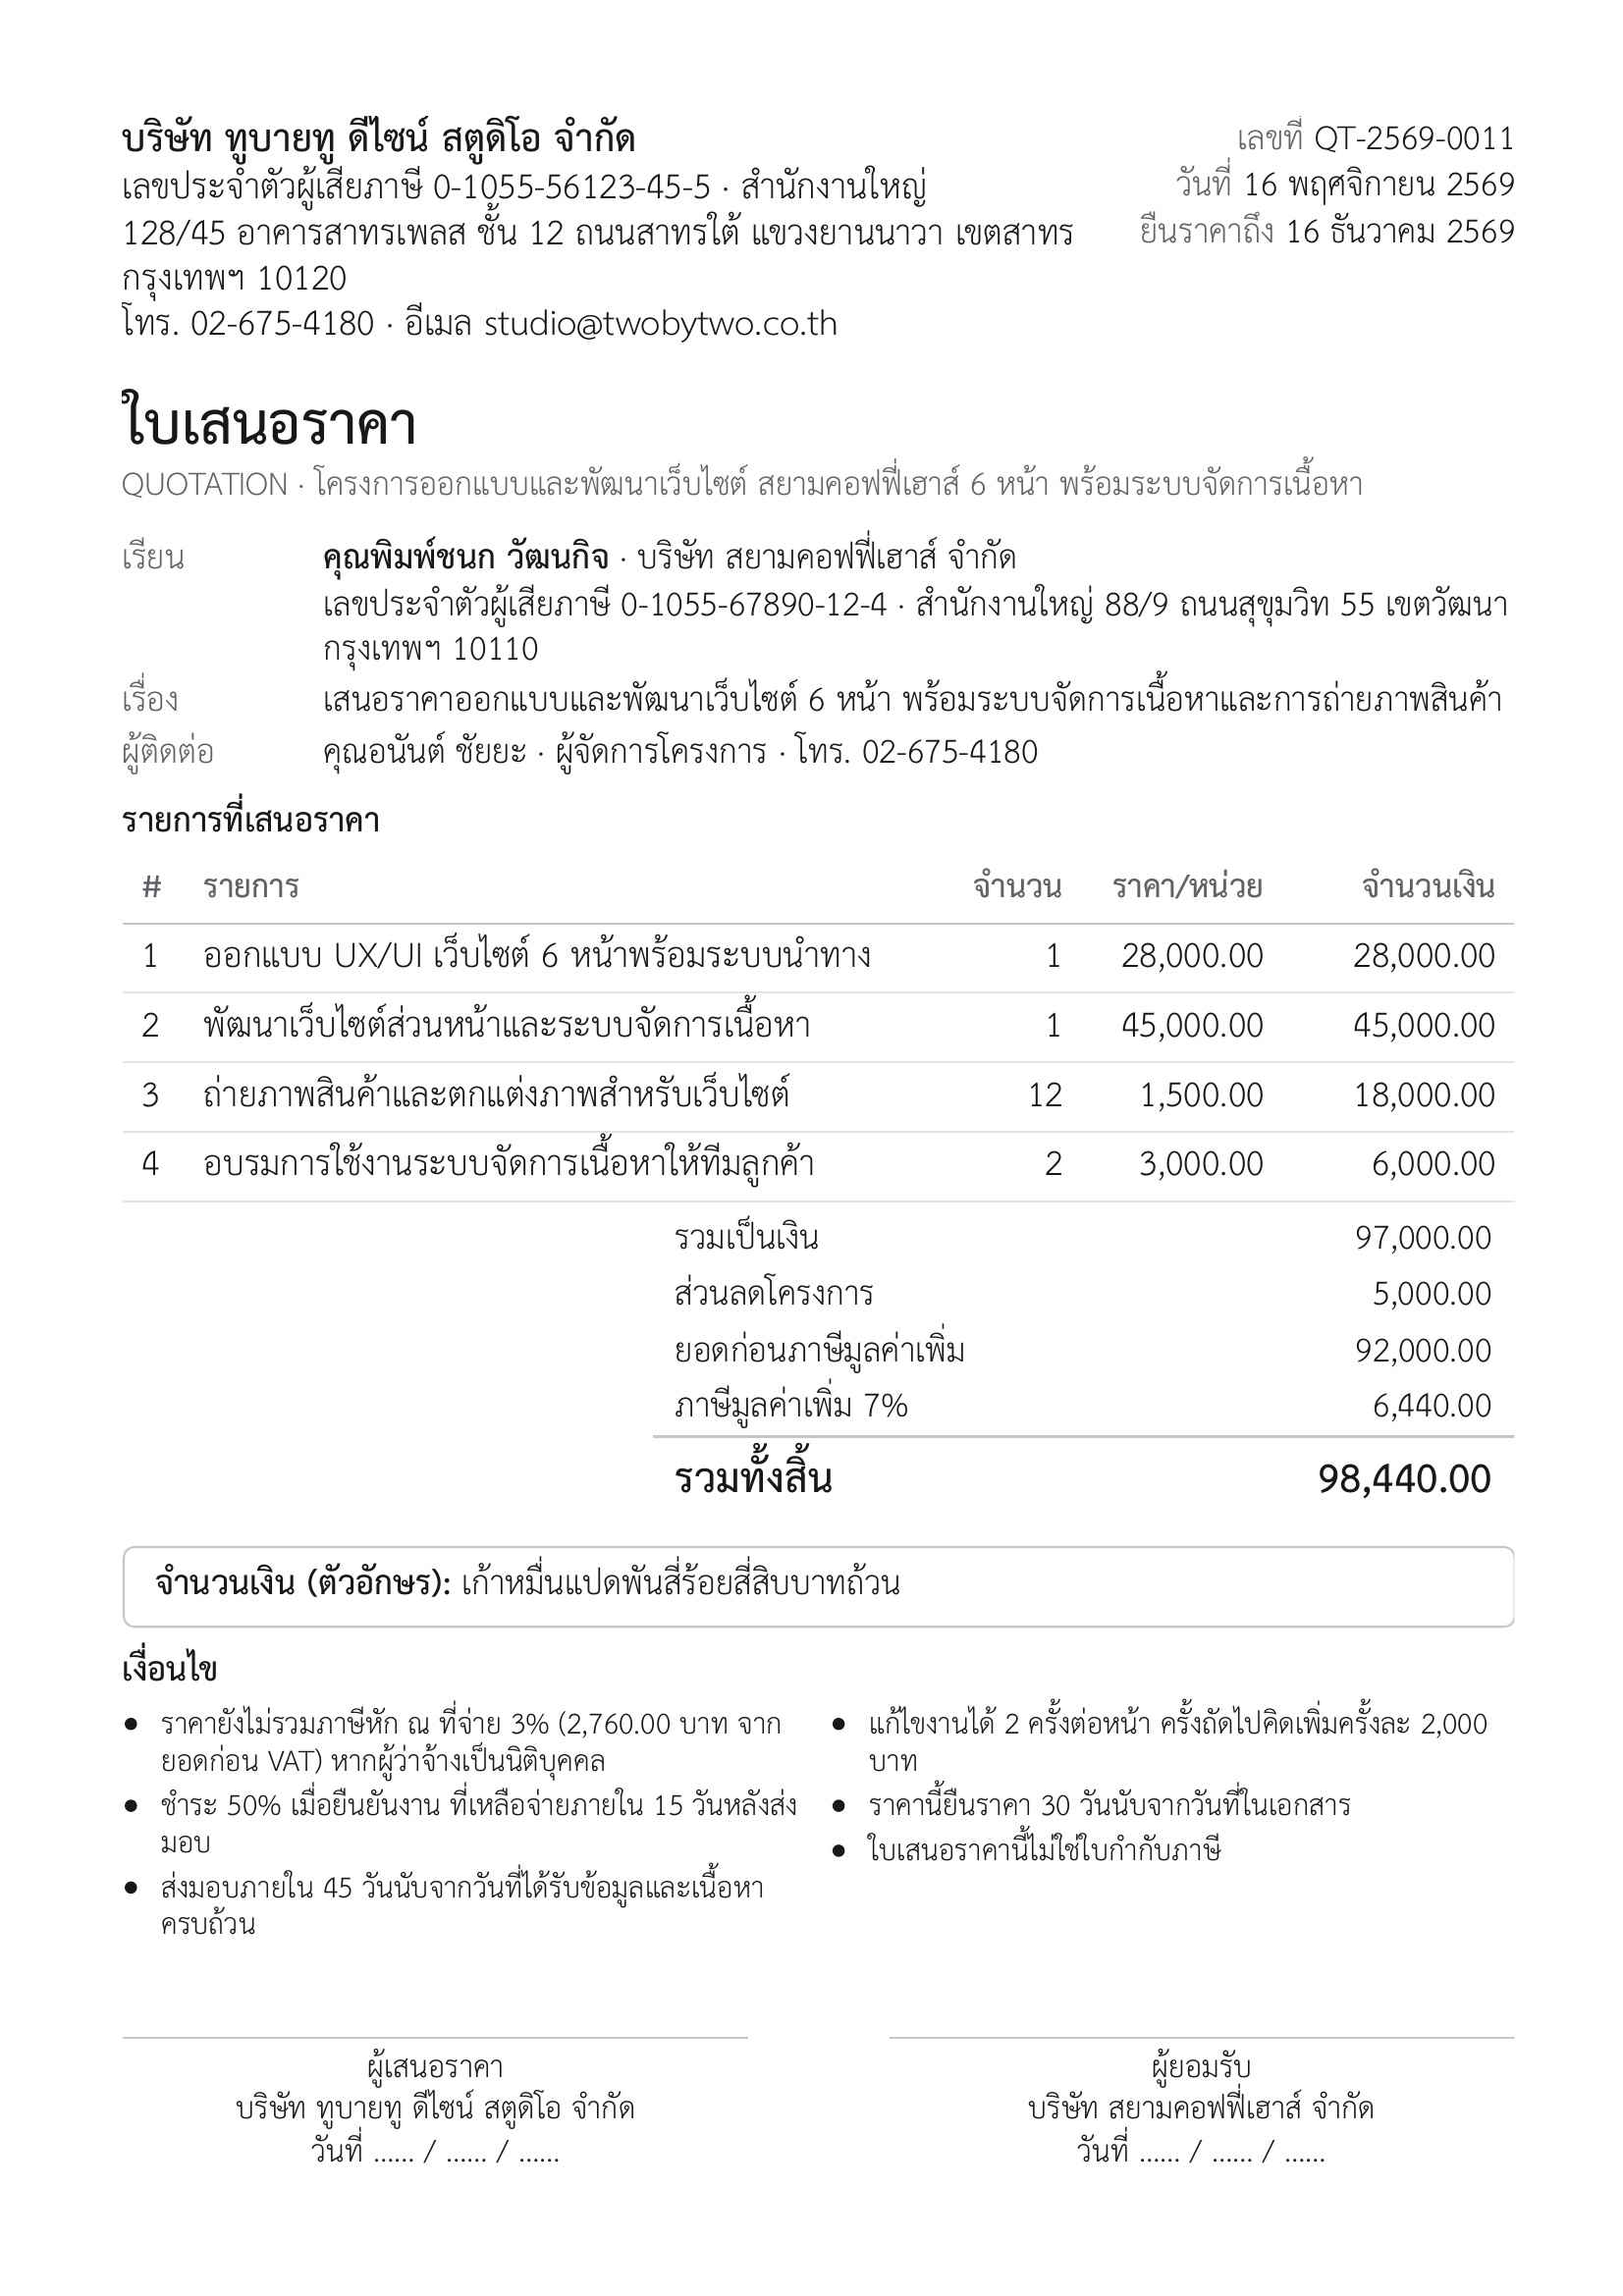 บริษัท ทูบายทู ดีไซน์ สตูดิโอ จำกัด
เลขประจำตัวผู้เสียภาษี 0-1055-56123-45-5 · สำนักงานใหญ่
128/45 อาคารสาทรเพลส ชั้น 12 ถนนสาทรใต้ แขวงยานนาวา เขตสาทร
กรุงเทพฯ 10120
โทร. 02-675-4180 · อีเมล studio@twobytwo.co.th
เลขที่ QT-2569-0011
วันที่ 16 พฤศจิกายน 2569
ยืนราคาถึง 16 ธันวาคม 2569
ใบเสนอราคา
QUOTATION · โครงการออกแบบและพัฒนาเว็บไซต์ สยามคอฟฟี่เฮาส์ 6 หน้า พร้อมระบบจัดการเนื้อหา
เรียน คุณพิมพ์ชนก วัฒนกิจ · บริษัท สยามคอฟฟี่เฮาส์ จำกัด
เลขประจำตัวผู้เสียภาษี 0-1055-67890-12-4 · สำนักงานใหญ่ 88/9 ถนนสุขุมวิท 55 เขตวัฒนา
กรุงเทพฯ 10110
เรื่อง เสนอราคาออกแบบและพัฒนาเว็บไซต์ 6 หน้า พร้อมระบบจัดการเนื้อหาและการถ่ายภาพสินค้า
ผู้ติดต่อ คุณอนันต์ ชัยยะ · ผู้จัดการโครงการ · โทร. 02-675-4180
รายการที่เสนอราคา
# รายการ จำนวน ราคา/หน่วย จำนวนเงิน
1 ออกแบบ UX/UI เว็บไซต์ 6 หน้าพร้อมระบบนำทาง 1 28,000.00 28,000.00
2 พัฒนาเว็บไซต์ส่วนหน้าและระบบจัดการเนื้อหา 1 45,000.00 45,000.00
3 ถ่ายภาพสินค้าและตกแต่งภาพสำหรับเว็บไซต์ 12 1,500.00 18,000.00
4 อบรมการใช้งานระบบจัดการเนื้อหาให้ทีมลูกค้า 2 3,000.00 6,000.00
รวมเป็นเงิน 97,000.00
ส่วนลดโครงการ 5,000.00
ยอดก่อนภาษีมูลค่าเพิ่ม 92,000.00
ภาษีมูลค่าเพิ่ม 7% 6,440.00
รวมทั้งสิ้น 98,440.00
จำนวนเงิน (ตัวอักษร): เก้าหมื่นแปดพันสี่ร้อยสี่สิบบาทถ้วน
เงื่อนไข
● ราคายังไม่รวมภาษีหัก ณ ที่จ่าย 3% (2,760.00 บาท จาก
ยอดก่อน VAT) หากผู้ว่าจ้างเป็นนิติบุคคล
● ชำระ 50% เมื่อยืนยันงาน ที่เหลือจ่ายภายใน 15 วันหลังส่ง
มอบ
● ส่งมอบภายใน 45 วันนับจากวันที่ได้รับข้อมูลและเนื้อหา
ครบถ้วน
● แก้ไขงานได้ 2 ครั้งต่อหน้า ครั้งถัดไปคิดเพิ่มครั้งละ 2,000
บาท
● ราคานี้ยืนราคา 30 วันนับจากวันที่ในเอกสาร
● ใบเสนอราคานี้ไม่ใช่ใบกำกับภาษี
ผู้เสนอราคา
บริษัท ทูบายทู ดีไซน์ สตูดิโอ จำกัด
วันที่ ...... / ...... / ......
ผู้ยอมรับ
บริษัท สยามคอฟฟี่เฮาส์ จำกัด
วันที่ ...... / ...... / ......